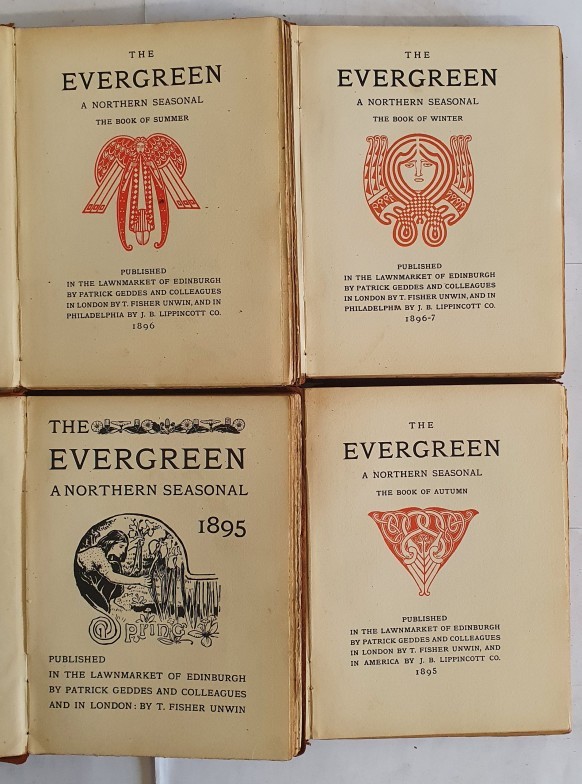 THE
EVERGREEN
A NORTHERN SEASONAL
THE BOOK OF SUMMER
PUBLISHED
IN THE LAWNMARKET OF EDINBURGH
BY PATRICK GEDDES AND COLLEAGUES
IN LONDON BY T. FISHER UNWIN, AND IN
PHILADELPHIA BY J. B. LIPPINCOTT CO.
1896
THE
EVERGREEN
A NORTHERN SEASONAL
THE BOOK OF WINTER
PUBLISHED
IN THE LAWNMARKET OF EDINBURGH
BY PATRICK GEDDES AND COLLEAGUES
IN LONDON BY T. FISHER UNWIN, AND IN
PHILADELPHIA BY J. B. LIPPINCOTT CO.
1896-7
THE
EVERGREEN
A NORTHERN SEASONAL
1895
Spring
PUBLISHED
IN THE LAWNMARKET OF EDINBURGH
BY PATRICK GEDDES AND COLLEAGUES
AND IN LONDON: BY T. FISHER UNWIN
THE
EVERGREEN
A NORTHERN SEASONAL
THE BOOK OF AUTUMN
PUBLISHED
IN THE LAWNMARKET OF EDINBURGH
BY PATRICK GEDDES AND COLLEAGUES
IN LONDON BY T. FISHER UNWIN, AND
IN AMERICA BY J. B. LIPPINCOTT CO.
1895